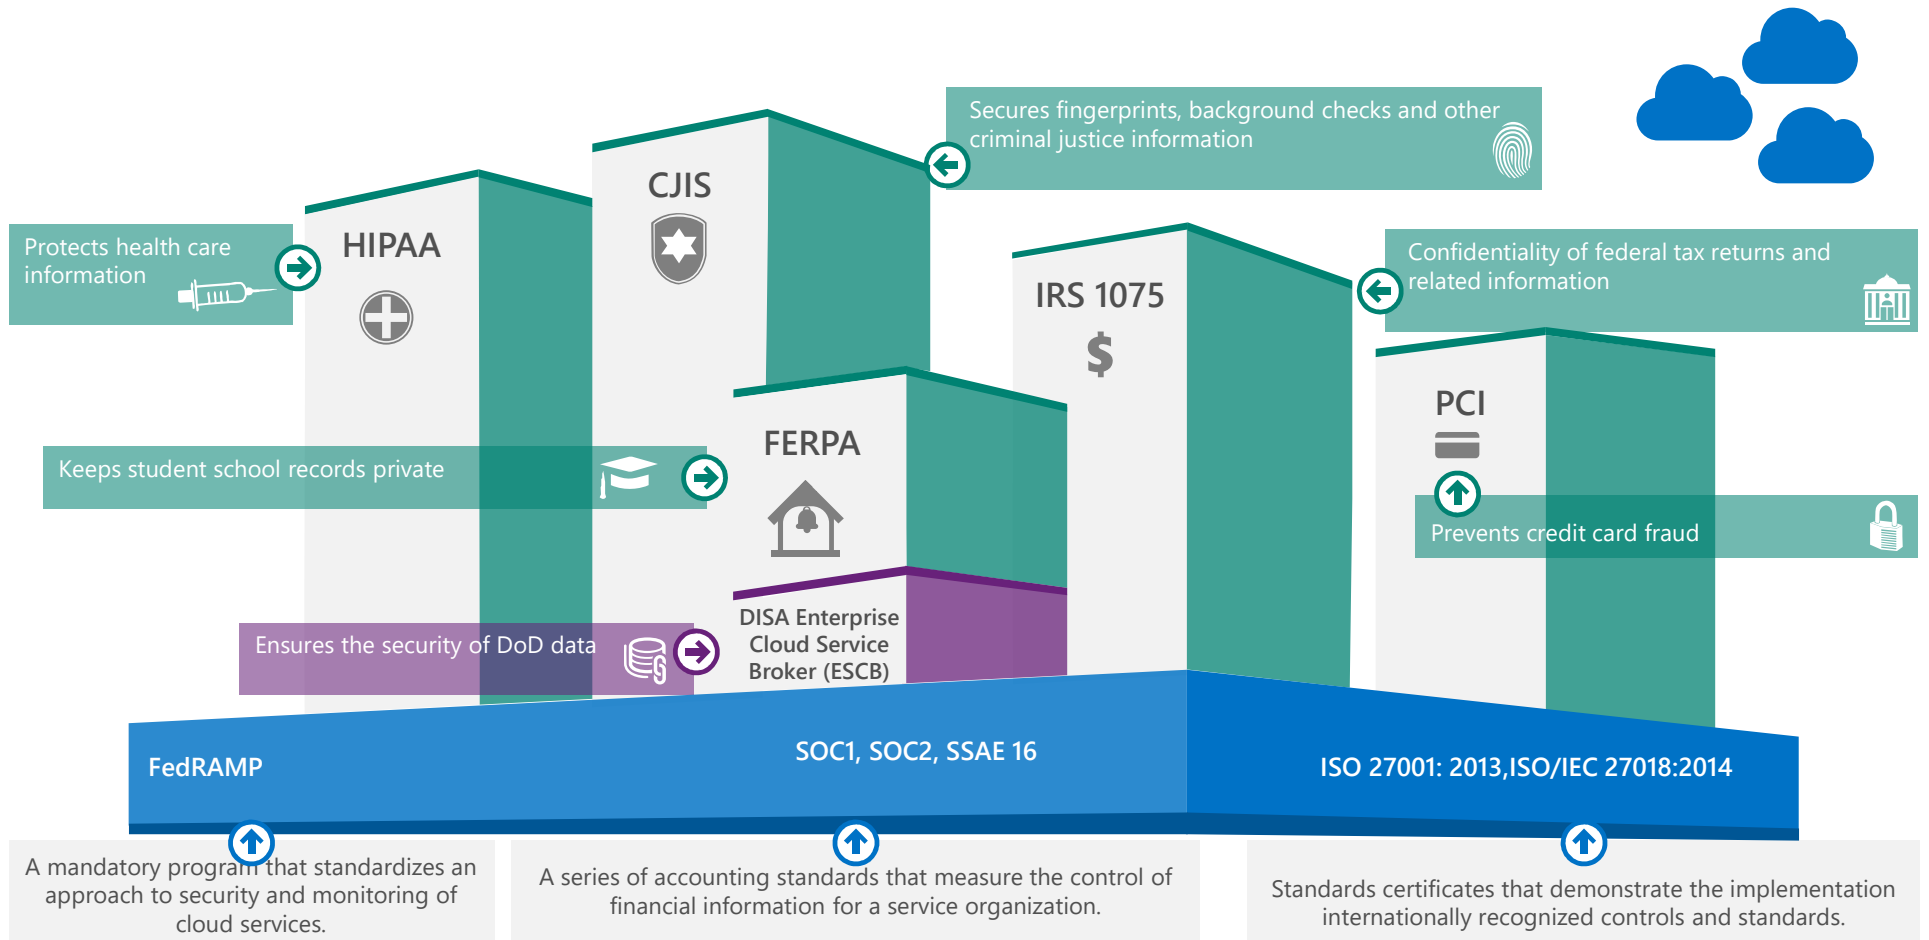 Secures fingerprints, background checks and other
criminal justice information
CJIS
Protects health care
information
HIPAA
Confidentiality of federal tax returns and
related information
IRS 1075
$
PCI
FERPA
Keeps student school records private
Prevents credit card fraud
DISA Enterprise
Cloud Service
Broker (ESCB)
Ensures the security of DoD data
FedRAMP
SOC1, SOC2, SSAE 16
ISO 27001: 2013,ISO/IEC 27018:2014
A mandatory program that standardizes an
approach to security and monitoring of
cloud services.
A series of accounting standards that measure the control of
financial information for a service organization.
Standards certificates that demonstrate the implementation
internationally recognized controls and standards.